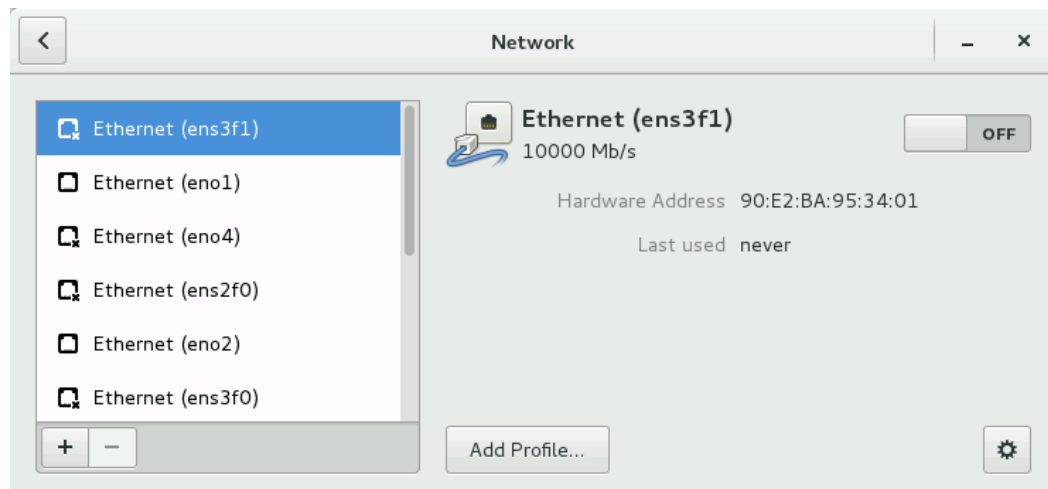 Network
Ethernet (ens3f1)
Ethernet (eno1)
Ethernet (eno4)
Ethernet (ens2f0)
Ethernet (eno2)
Ethernet (ens3f0)
Ethernet (ens3f1)
10000 Mb/s
OFF
Hardware Address 90:E2:BA:95:34:01
Last used never
Add Profile...